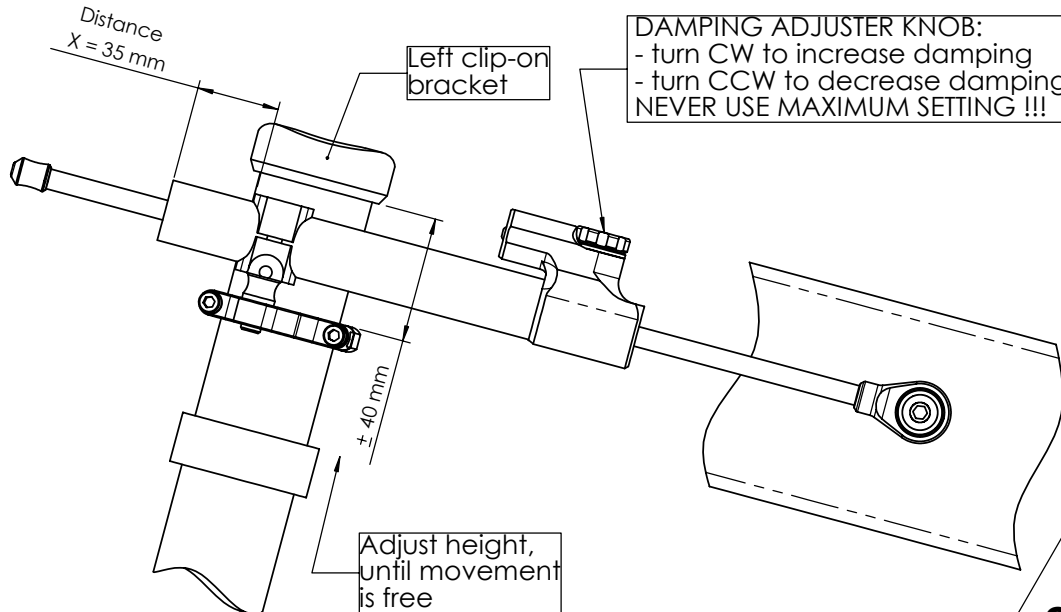 Distance
X = 35 mm
Left clip-on
bracket
DAMPING ADJUSTER KNOB:
- turn CW to increase damping
- turn CCW to decrease damping
NEVER USE MAXIMUM SETTING !!!
± 40 mm
Adjust height,
until movement
is free